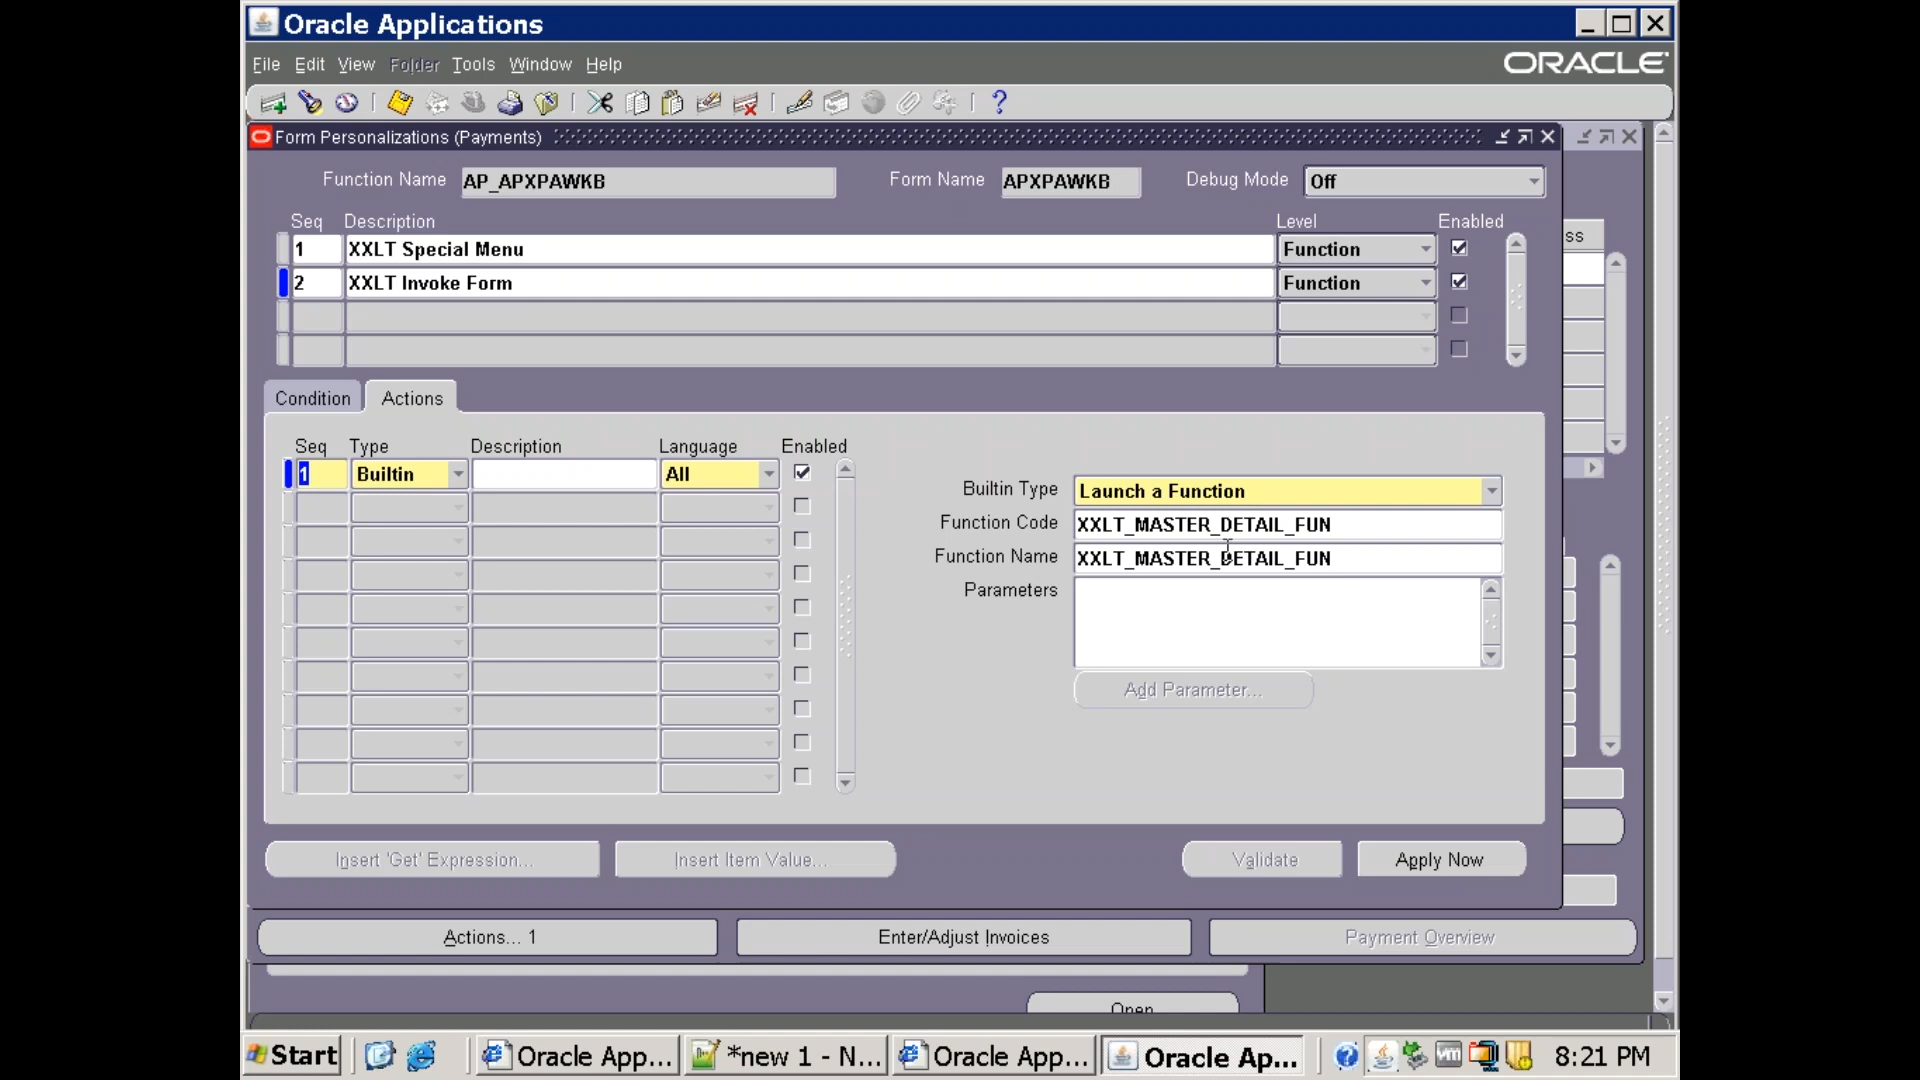 Oracle Applications
File Edit View Folder Tools Window Help
ORACLE
Form Personalizations (Payments)
Function Name AP_APXPAWKB Form Name APXPAWKB Debug Mode Off
Seq Description Level Enabled
1 XXLT Special Menu Function
2 XXLT Invoke Form Function
ss
Condition Actions
Seq Type Description Language Enabled
1 Builtin All
Builtin Type Launch a Function
Function Code XXLT_MASTER_DETAIL_FUN
Function Name XXLT_MASTER_DETAIL_FUN
Parameters
Add Parameter...
Insert 'Get' Expression... Insert Item Value... Validate Apply Now
Actions... 1 Enter/Adjust Invoices Payment Overview
Open
Start Oracle App... *new 1 - N... Oracle App... Oracle Ap... 8:21 PM